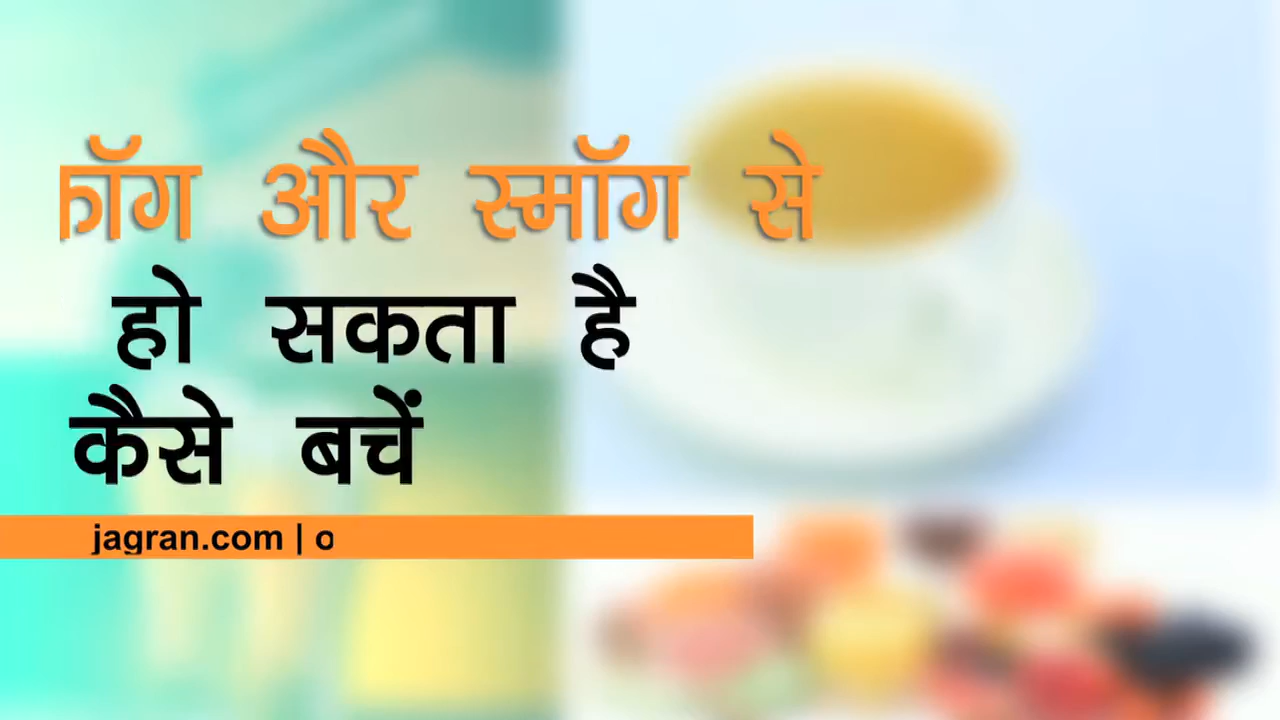 फॉग और स्मॉग से
हो सकता है
कैसे बचें
jagran.com | o